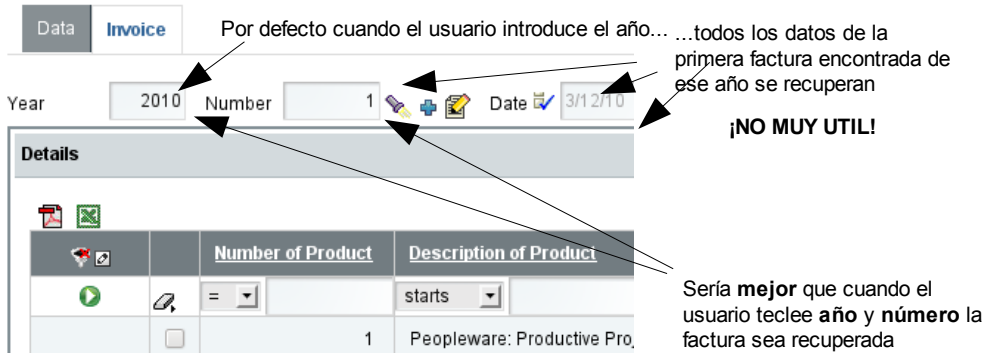 Data Invoice
Por defecto cuando el usuario introduce el año...
...todos los datos de la
primera factura encontrada de
ese año se recuperan
¡NO MUY UTIL!
Year 2010 Number 1 Date 3/12/10
Details
Number of Product Description of Product
= starts
1 Peopleware: Productive Pro
Sería mejor que cuando el
usuario teclee año y número la
factura sea recuperada